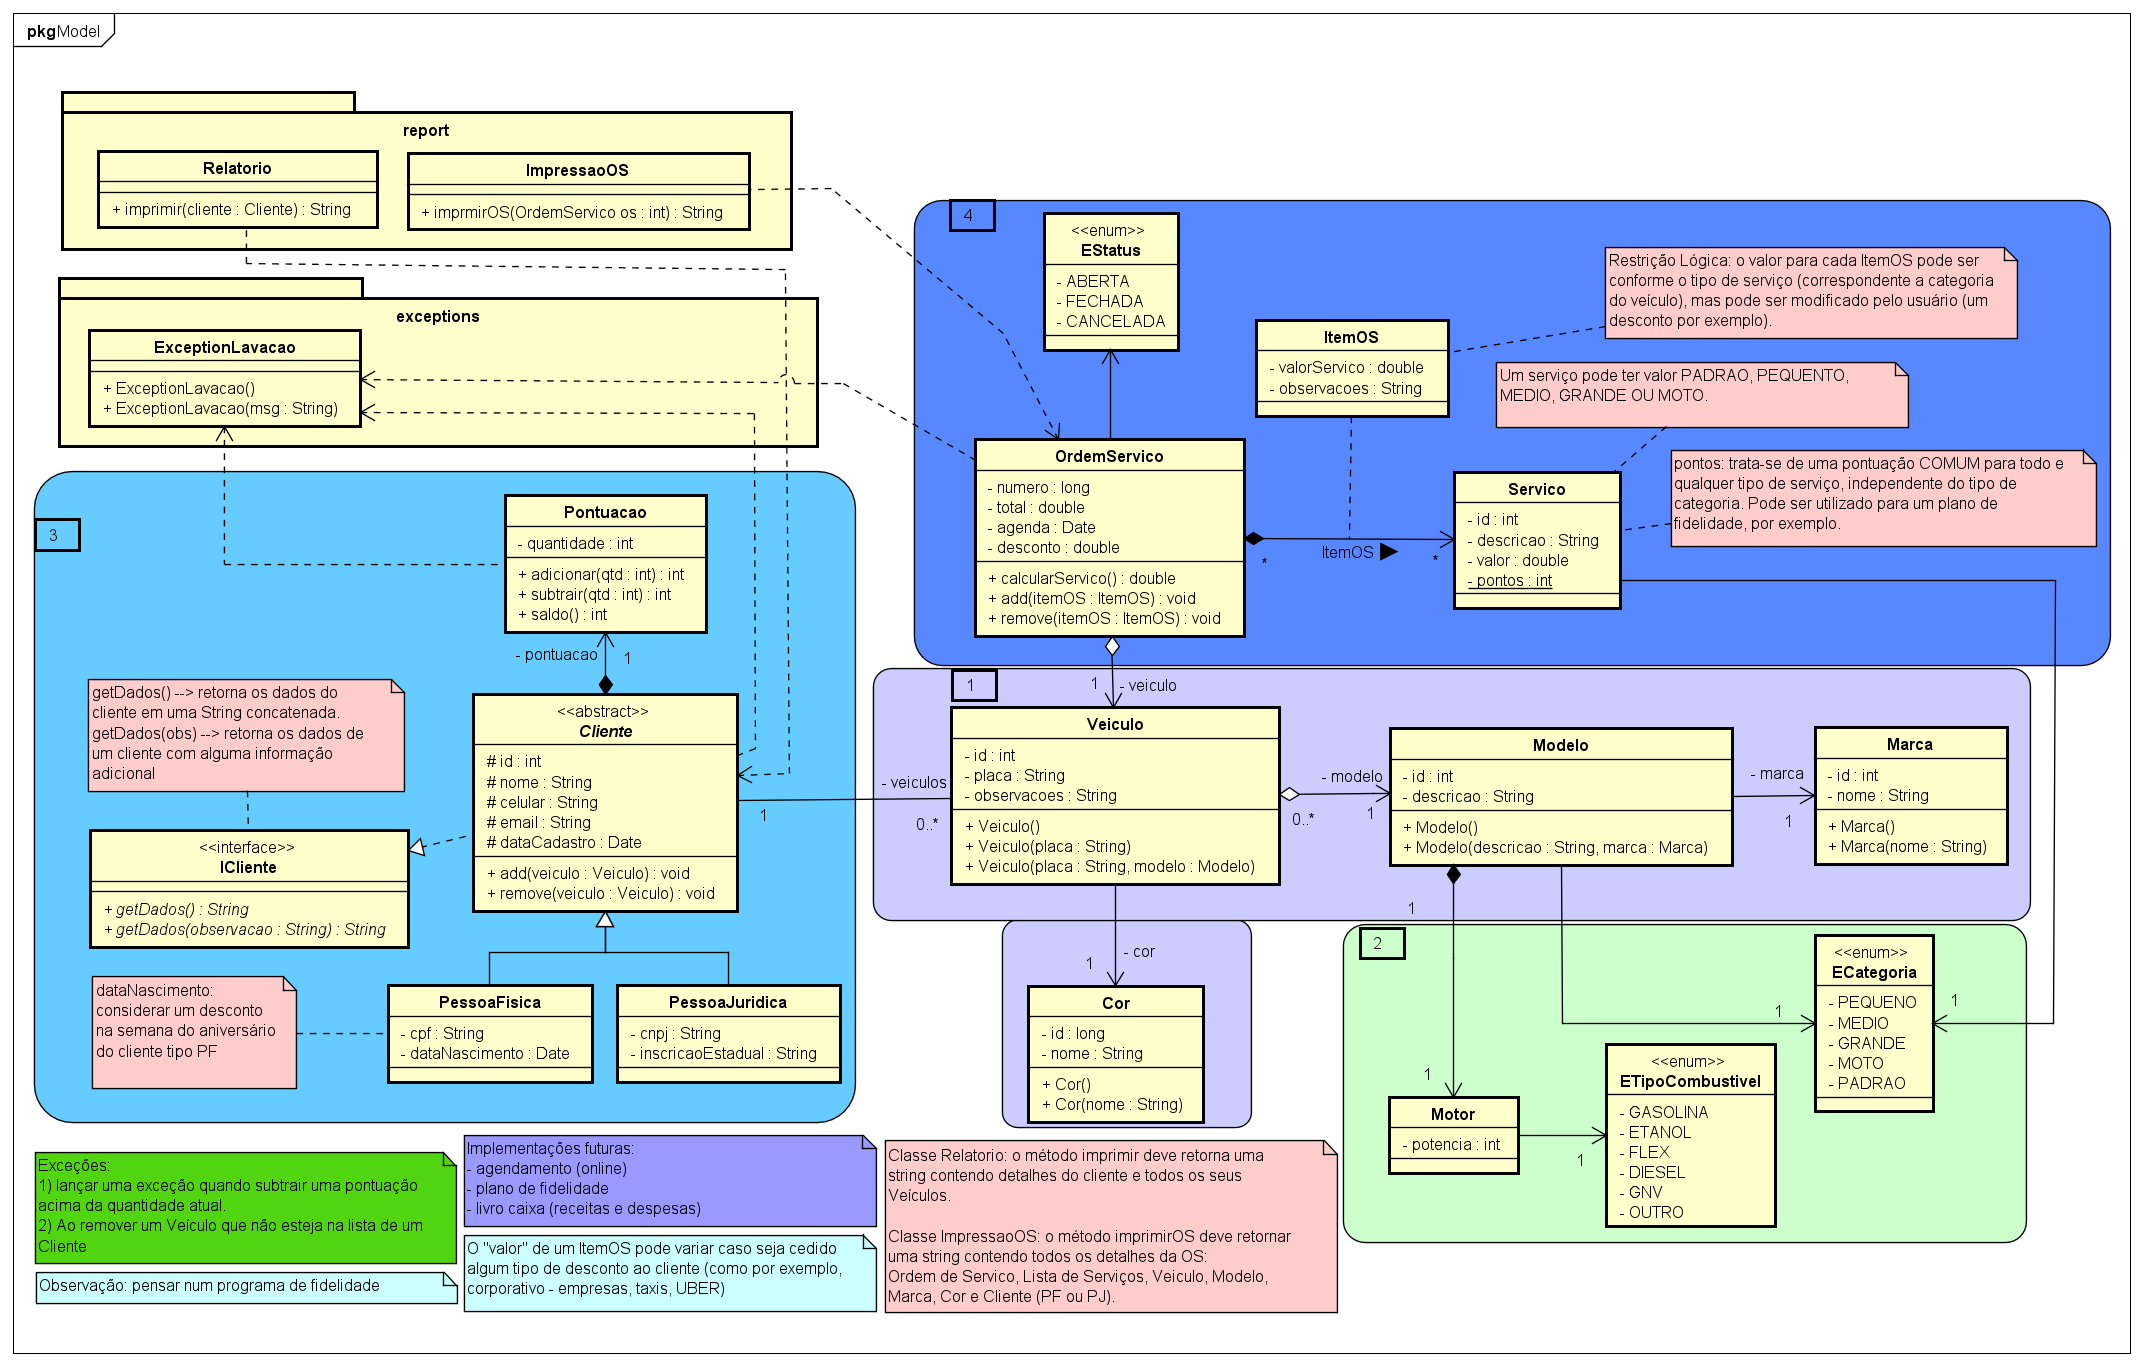 pkg Model
report
Relatorio
+ imprimir(cliente : Cliente) : String
ImpressaoOS
+ imprmirOS(OrdemServico os : int) : String
exceptions
ExceptionLavacao
+ ExceptionLavacao()
+ ExceptionLavacao(msg : String)
4
<<enum>>
EStatus
- ABERTA
- FECHADA
- CANCELADA
ItemOS
- valorServico : double
- observacoes : String
Restrição Lógica: o valor para cada ItemOS pode ser
conforme o tipo de serviço (correspondente a categoria
do veículo), mas pode ser modificado pelo usuário (um
desconto por exemplo).
Um serviço pode ter valor PADRAO, PEQUENTO,
MEDIO, GRANDE OU MOTO.
pontos: trata-se de uma pontuação COMUM para todo e
qualquer tipo de serviço, independente do tipo de
categoria. Pode ser utilizado para um plano de
fidelidade, por exemplo.
OrdemServico
- numero : long
- total : double
- agenda : Date
- desconto : double
+ calcularServico() : double
+ add(itemOS : ItemOS) : void
+ remove(itemOS : ItemOS) : void
*
ItemOS
*
Servico
- id : int
- descricao : String
- valor : double
- pontos : int
3
Pontuacao
- quantidade : int
+ adicionar(qtd : int) : int
+ subtrair(qtd : int) : int
+ saldo() : int
- pontuacao
1
getDados() --> retorna os dados do
cliente em uma String concatenada.
getDados(obs) --> retorna os dados de
um cliente com alguma informação
adicional
<<abstract>>
Cliente
# id : int
# nome : String
# celular : String
# email : String
# dataCadastro : Date
+ add(veiculo : Veiculo) : void
+ remove(veiculo : Veiculo) : void
<<interface>>
ICliente
+ getDados() : String
+ getDados(observacao : String) : String
dataNascimento:
considerar um desconto
na semana do aniversário
do cliente tipo PF
PessoaFisica
- cpf : String
- dataNascimento : Date
PessoaJuridica
- cnpj : String
- inscricaoEstadual : String
1
- veiculos
0..*
1
1
- veiculo
Veiculo
- id : int
- placa : String
- observacoes : String
+ Veiculo()
+ Veiculo(placa : String)
+ Veiculo(placa : String, modelo : Modelo)
- modelo
0..*
1
Modelo
- id : int
- descricao : String
+ Modelo()
+ Modelo(descricao : String, marca : Marca)
- marca
1
Marca
- id : int
- nome : String
+ Marca()
+ Marca(nome : String)
- cor
1
Cor
- id : long
- nome : String
+ Cor()
+ Cor(nome : String)
2
1
1
Motor
- potencia : int
1
<<enum>>
ETipoCombustivel
- GASOLINA
- ETANOL
- FLEX
- DIESEL
- GNV
- OUTRO
1
1
<<enum>>
ECategoria
- PEQUENO
- MEDIO
- GRANDE
- MOTO
- PADRAO
Exceções:
1) lançar uma exceção quando subtrair uma pontuação
acima da quantidade atual.
2) Ao remover um Veículo que não esteja na lista de um
Cliente
Observação: pensar num programa de fidelidade
Implementações futuras:
- agendamento (online)
- plano de fidelidade
- livro caixa (receitas e despesas)
O "valor" de um ItemOS pode variar caso seja cedido
algum tipo de desconto ao cliente (como por exemplo,
corporativo - empresas, taxis, UBER)
Classe Relatorio: o método imprimir deve retorna uma
string contendo detalhes do cliente e todos os seus
Veículos.
Classe ImpressaoOS: o método imprimirOS deve retornar
uma string contendo todos os detalhes da OS:
Ordem de Servico, Lista de Serviços, Veiculo, Modelo,
Marca, Cor e Cliente (PF ou PJ).